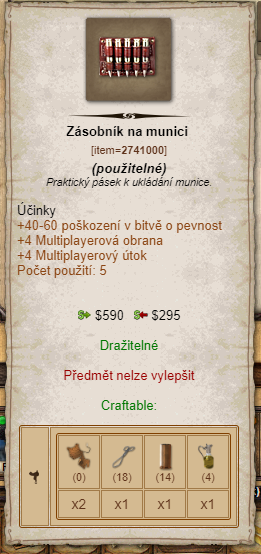 Zásobník na munici
[item=2741000]
(použitelné)
Praktický pásek k ukládání munice.
Účinky
+40-60 poškození v bitvě o pevnost
+4 Multiplayerová obrana
+4 Multiplayerový útok
Počet použití: 5
$590 $295
Dražitelné
Předmět nelze vylepšit
Craftable:
(0) (18) (14) (4)
x2 x1 x1 x1